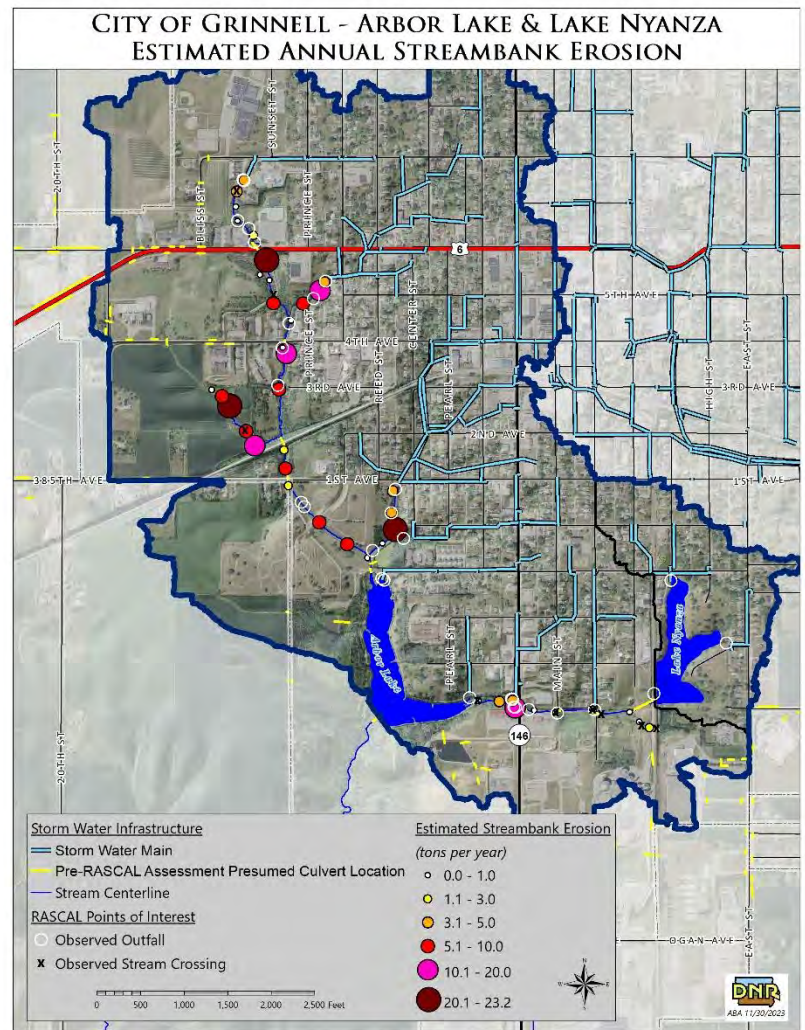 CITY OF GRINNELL - ARBOR LAKE & LAKE NYANZA
ESTIMATED ANNUAL STREAMBANK EROSION
SUNSET ST
20TH ST
BLISS ST
PRINCE ST
6
5TH AVE
CENTER ST
PRINCE ST
4TH AVE
REED ST
PEARL ST
HIGH ST
EAST ST
3RD AVE
3RD AVE
2ND AVE
385TH AVE
1ST AVE
1ST AVE
Arbor Lake
Lake Nyanza
PEARL ST
MAIN ST
146
20TH ST
Storm Water Infrastructure
Storm Water Main
Pre-RASCAL Assessment Presumed Culvert Location
Stream Centerline
RASCAL Points of Interest
Observed Outfall
Observed Stream Crossing
0 500 1,000 1,500 2,000 2,500 Feet
Estimated Streambank Erosion
(tons per year)
0.0 - 1.0
1.1 - 3.0
3.1 - 5.0
5.1 - 10.0
10.1 - 20.0
20.1 - 23.2
OGAN AVE
EAST ST
N
W E
S
DNR
ABA 11/30/2023